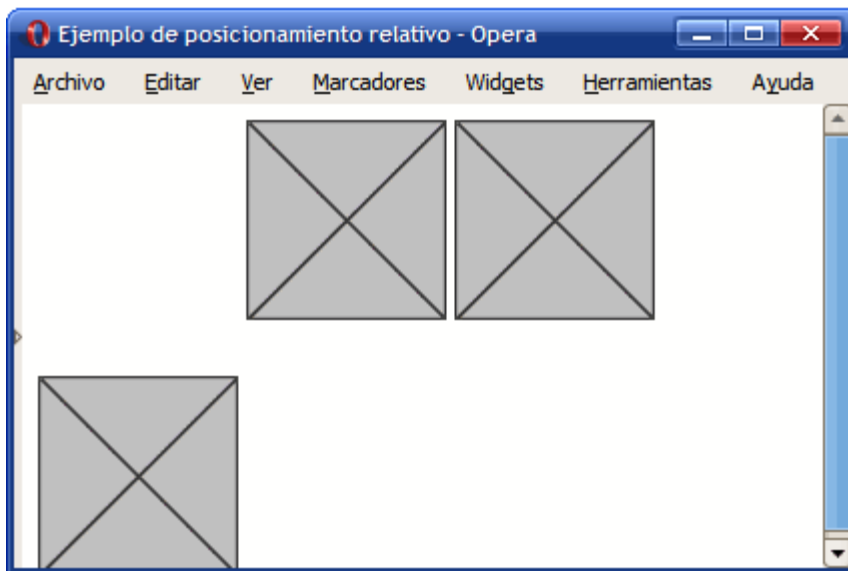 Ejemplo de posicionamiento relativo - Opera
Archivo Editar Ver Marcadores Widgets Herramientas Ayuda